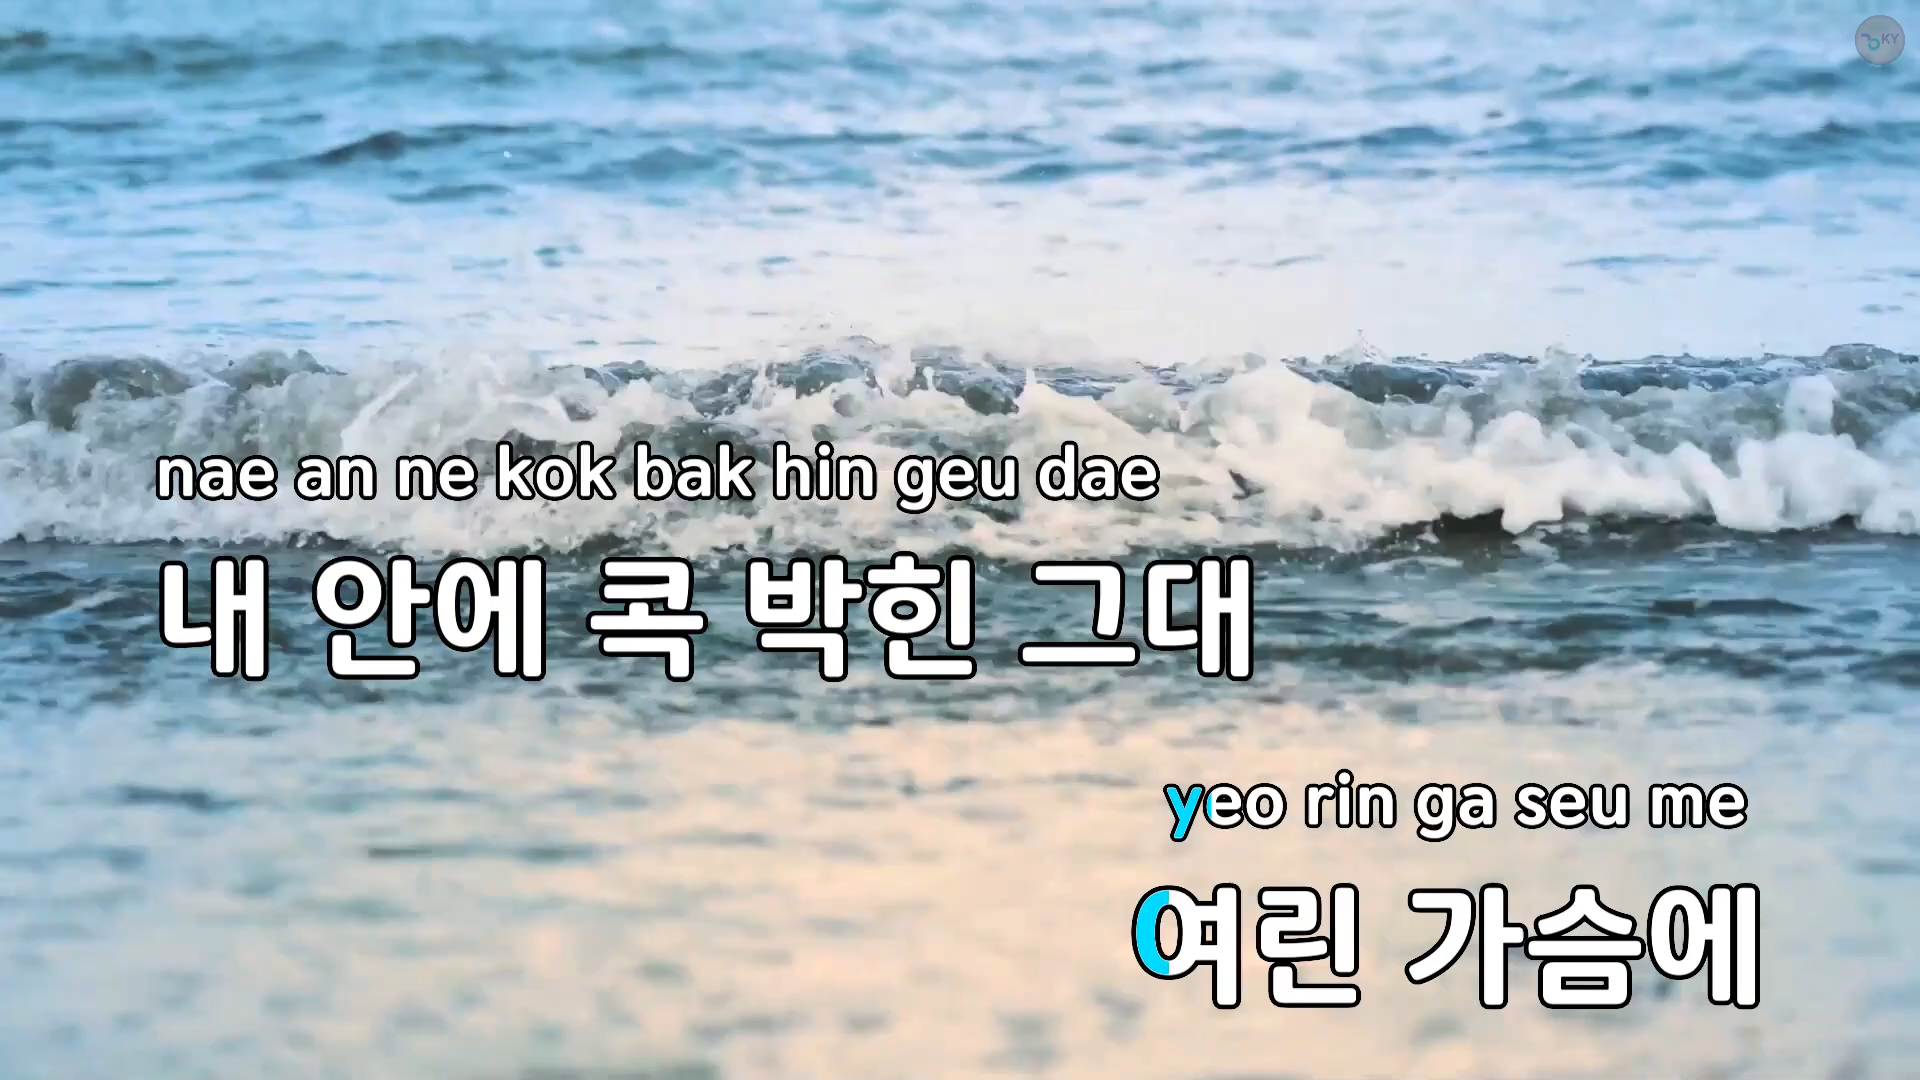 KY
nae an ne kok bak hin geu dae
내 안에 콕 박힌 그대
yeo rin ga seu me
여린 가슴에